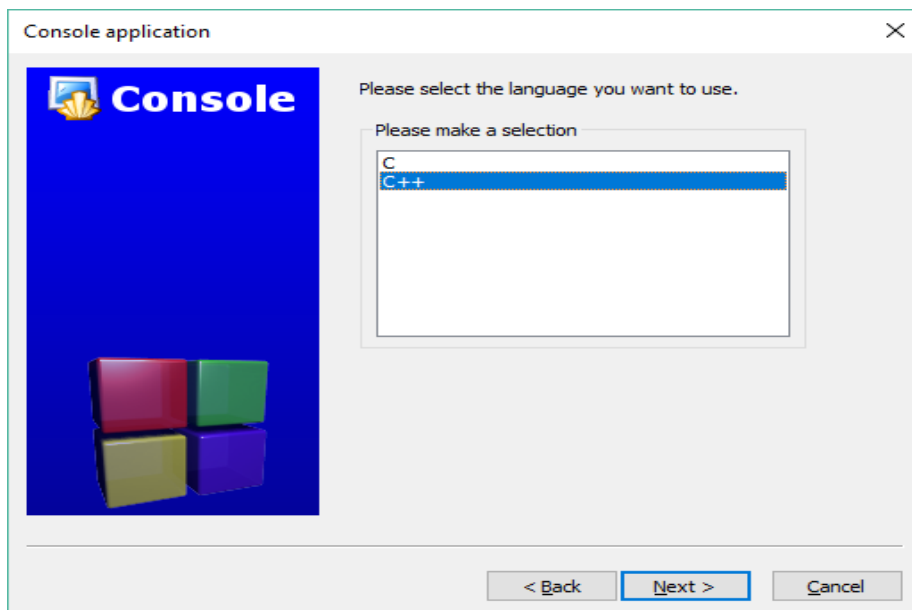 Console application
Console
Please select the language you want to use.
Please make a selection
C
C++
< Back
Next >
Cancel